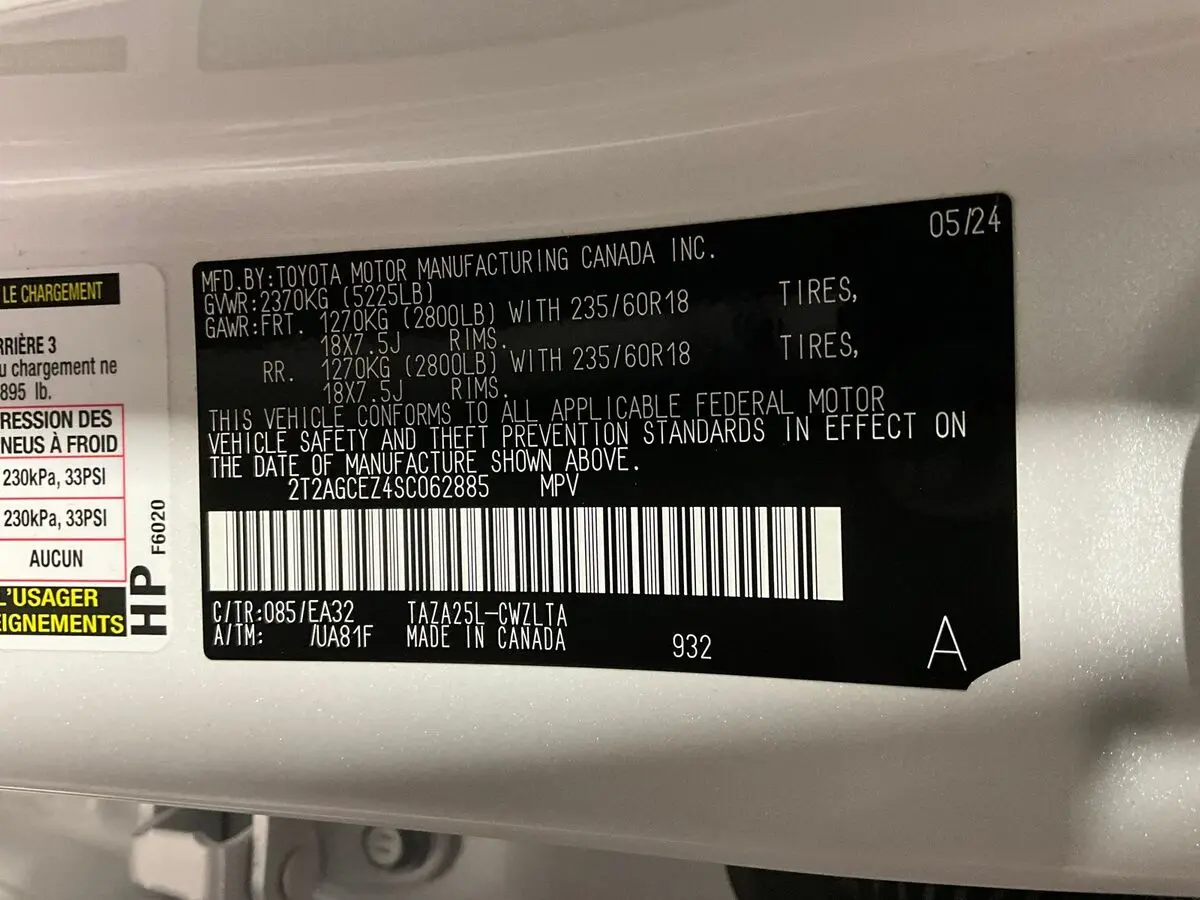 LE CHARGEMENT
RRIÈRE 3
u chargement ne
895 lb.
RESSION DES
NEUS À FROID
230kPa, 33PSI
230kPa, 33PSI
AUCUN
L'USAGER
EIGNEMENTS
HP F6020
05/24
MFD.BY:TOYOTA MOTOR MANUFACTURING CANADA INC.
GVWR:2370KG (5225LB)
GAWR:FRT. 1270KG (2800LB) WITH 235/60R18 TIRES,
18X7.5J RIMS.
RR. 1270KG (2800LB) WITH 235/60R18 TIRES,
18X7.5J RIMS.
THIS VEHICLE CONFORMS TO ALL APPLICABLE FEDERAL MOTOR
VEHICLE SAFETY AND THEFT PREVENTION STANDARDS IN EFFECT ON
THE DATE OF MANUFACTURE SHOWN ABOVE.
2T2AGCEZ4SC062885 MPV
C/TR:085/EA32 TAZA25L-CWZLTA
A/TM: /UA81F MADE IN CANADA
932
A